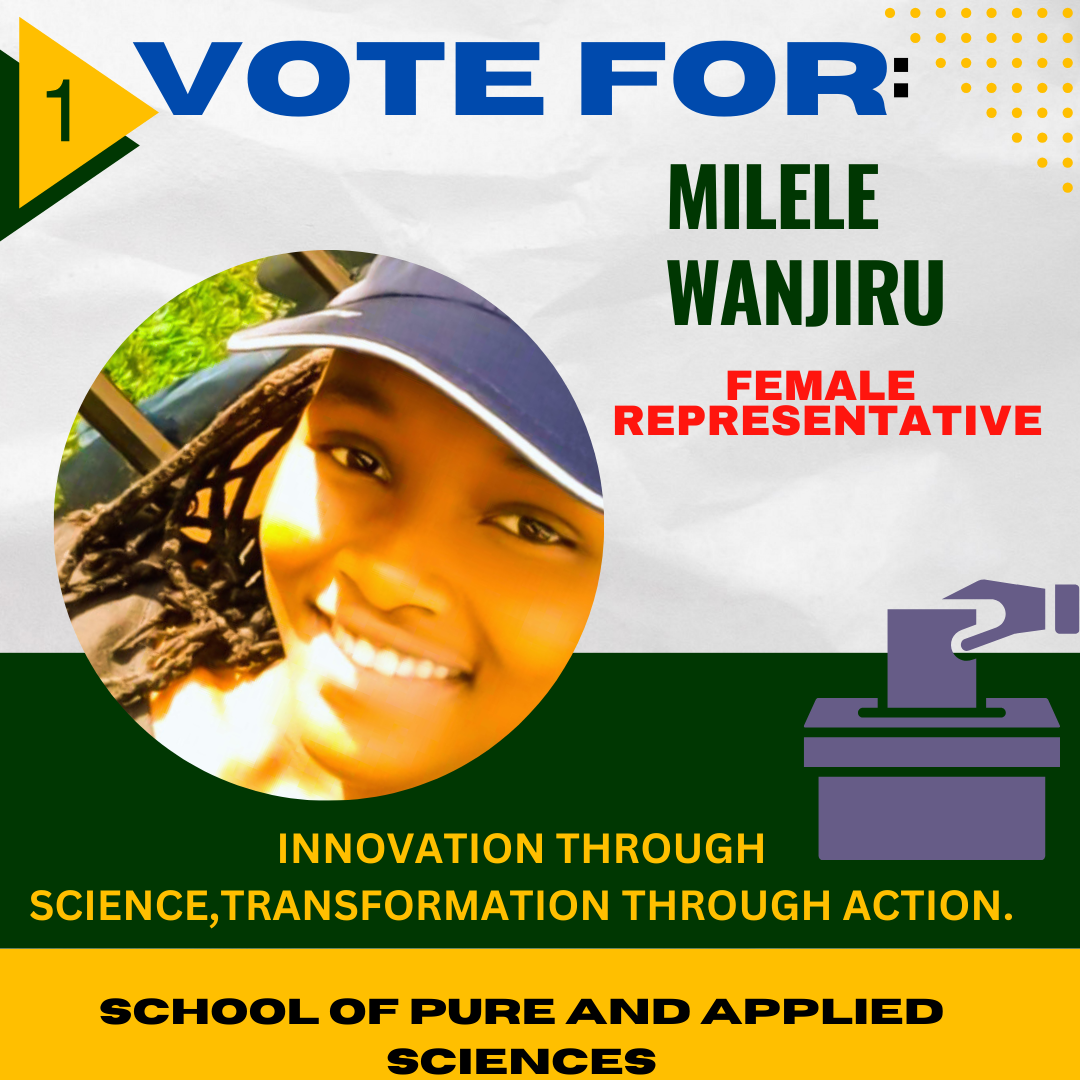 1
VOTE FOR:
MILELE
WANJIRU
FEMALE
REPRESENTATIVE
INNOVATION THROUGH
SCIENCE,TRANSFORMATION THROUGH ACTION.
SCHOOL OF PURE AND APPLIED
SCIENCES